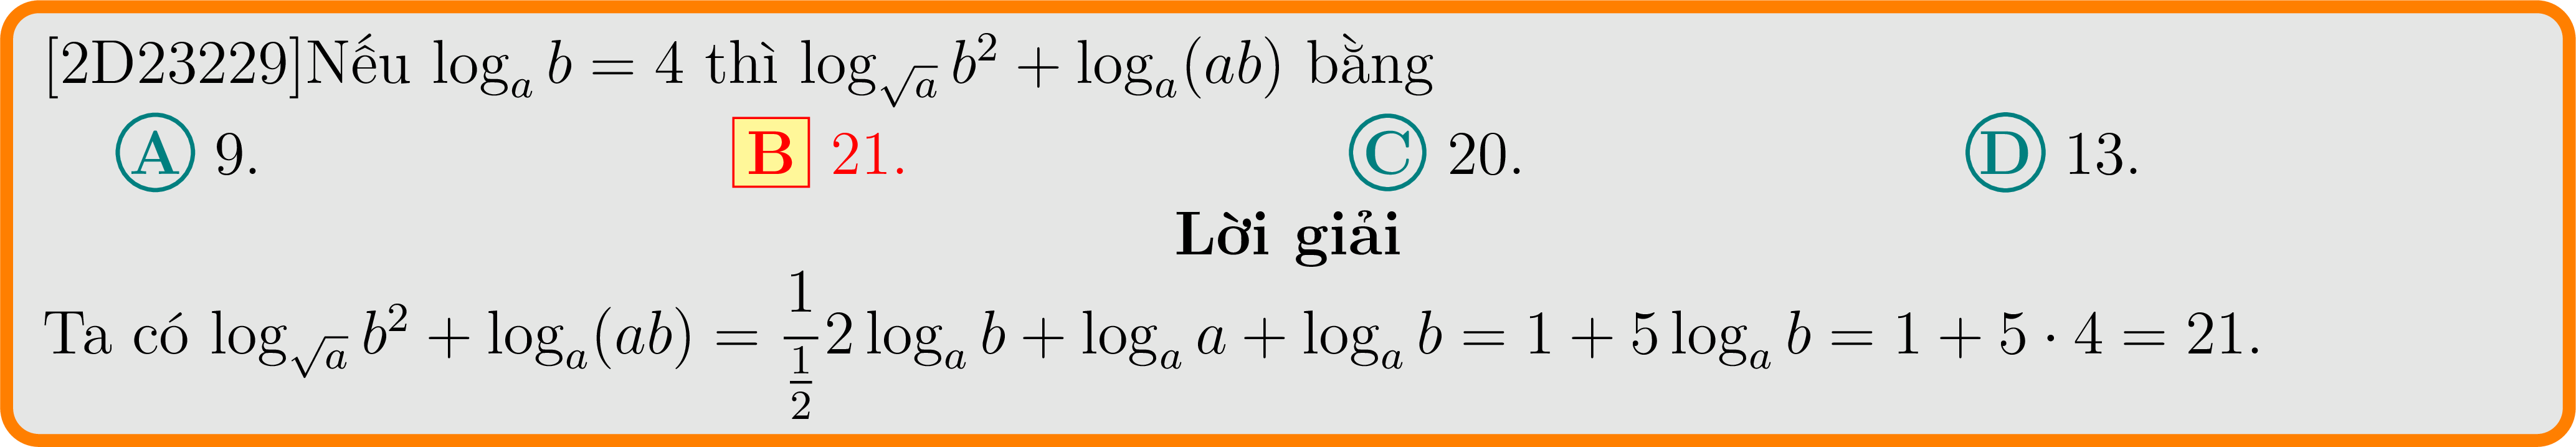 [2D23229]Nếu $\log_a b = 4$ thì $\log_{\sqrt{a}} b^2 + \log_a(ab)$ bằng
A 9. B 21. C 20. D 13.
Lời giải
Ta có $\log_{\sqrt{a}} b^2 + \log_a(ab) = \dfrac{1}{\frac{1}{2}} 2\log_a b + \log_a a + \log_a b = 1 + 5\log_a b = 1 + 5 \cdot 4 = 21.$